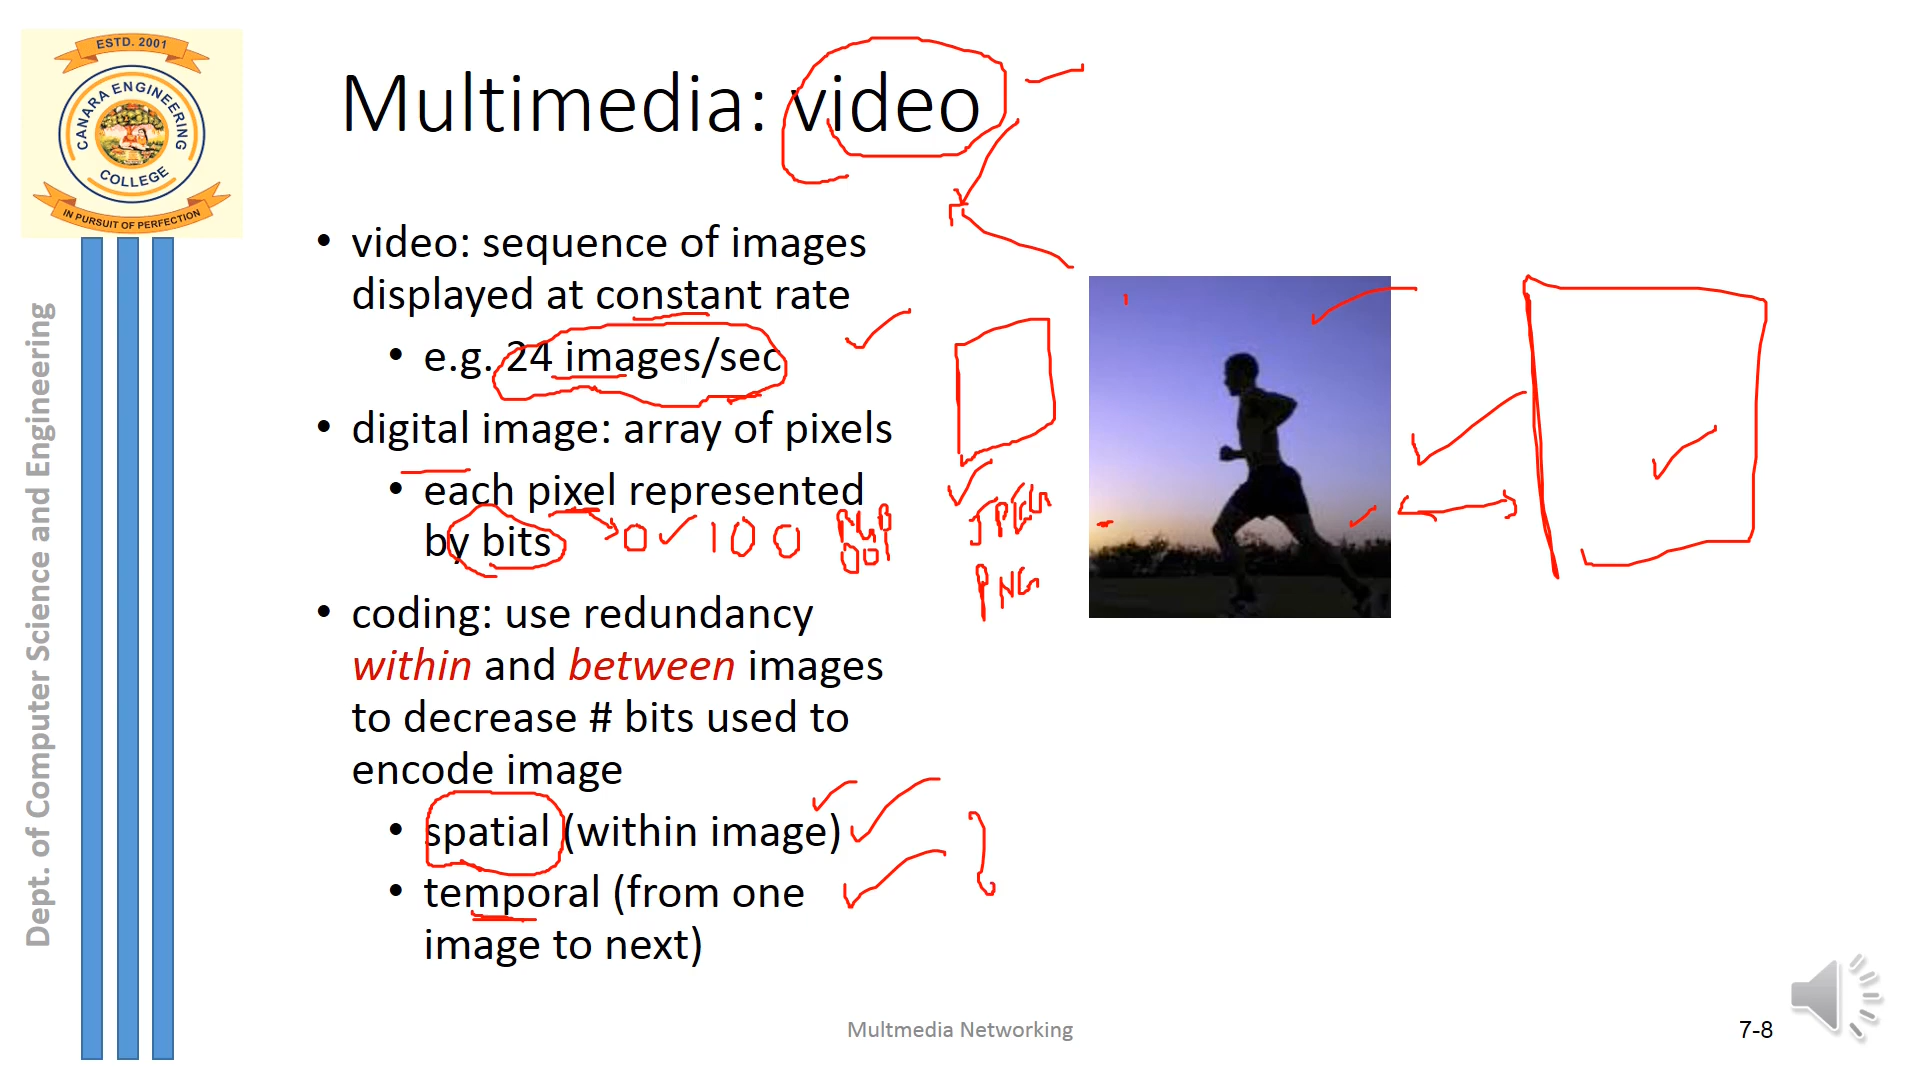 ESTD. 2001
CANARA ENGINEERING
COLLEGE
IN PURSUIT OF PERFECTION
Dept. of Computer Science and Engineering
Multimedia: video
• video: sequence of images
displayed at constant rate
• e.g. 24 images/sec
• digital image: array of pixels
• each pixel represented
by bits
0 100
JPEG
PNG
• coding: use redundancy
within and between images
to decrease # bits used to
encode image
• spatial (within image)
• temporal (from one
image to next)
Multmedia Networking
7-8